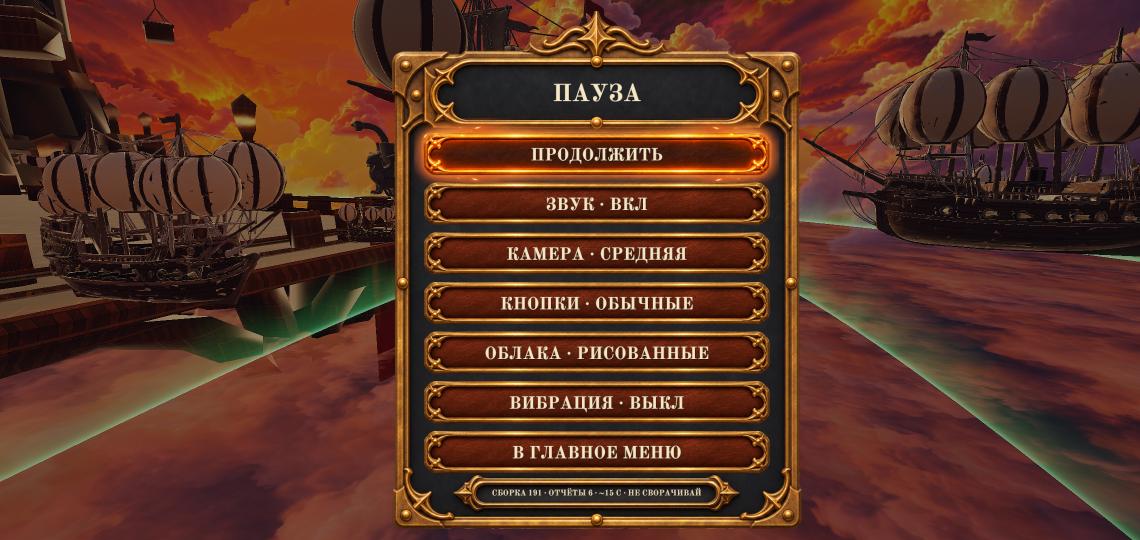 ПАУЗА
ПРОДОЛЖИТЬ
ЗВУК · ВКЛ
КАМЕРА · СРЕДНЯЯ
КНОПКИ · ОБЫЧНЫЕ
ОБЛАКА · РИСОВАННЫЕ
ВИБРАЦИЯ · ВЫКЛ
В ГЛАВНОЕ МЕНЮ
СБОРКА 191 · ОТЧЁТЫ 6 · ~15 С · НЕ СВОРАЧИВАЙ